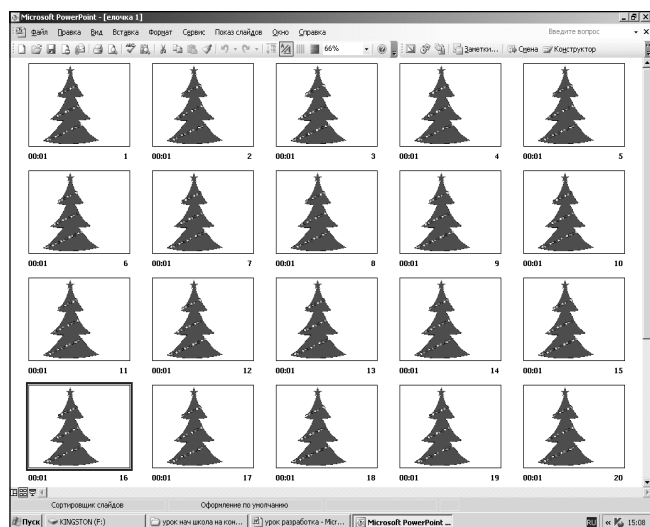 Microsoft PowerPoint - [елочка 1]
Файл Правка Вид Вставка Формат Сервис Показ слайдов Окно Справка Введите вопрос
66% Заметки... Смена Конструктор
00:01 1 00:01 2 00:01 3 00:01 4 00:01 5
00:01 6 00:01 7 00:01 8 00:01 9 00:01 10
00:01 11 00:01 12 00:01 13 00:01 14 00:01 15
00:01 16 00:01 17 00:01 18 00:01 19 00:01 20
Сортировщик слайдов Оформление по умолчанию
Пуск KINGSTON (F:) урок нач школа на кон... урок разработка - Micr... Microsoft PowerPoint ... RU « 15:08